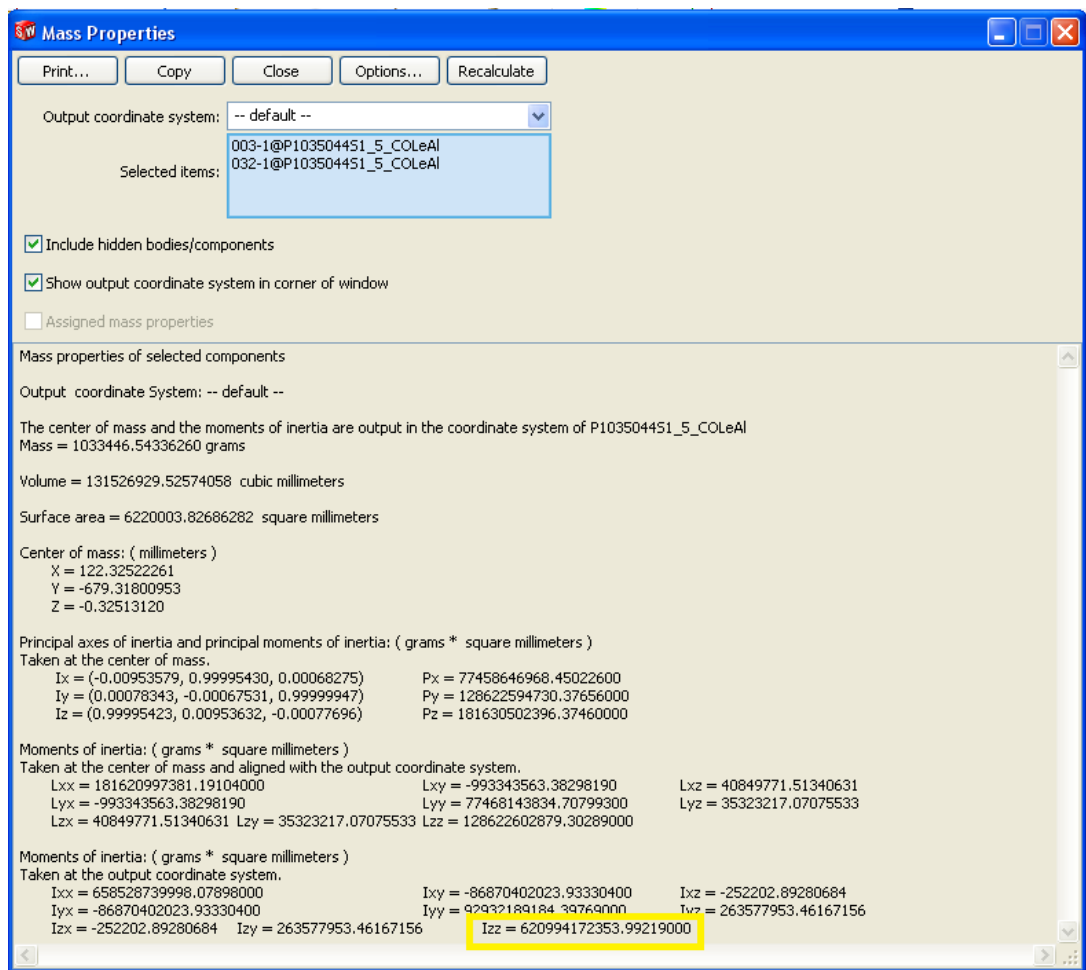 Mass Properties
Print... Copy Close Options... Recalculate
Output coordinate system: -- default --
Selected items:
003-1@P1035044S1_5_COLeAl
032-1@P1035044S1_5_COLeAl
Include hidden bodies/components
Show output coordinate system in corner of window
Assigned mass properties
Mass properties of selected components
Output coordinate System: -- default --
The center of mass and the moments of inertia are output in the coordinate system of P1035044S1_5_COLeAl
Mass = 1033446.54336260 grams
Volume = 131526929.52574058 cubic millimeters
Surface area = 6220003.82686282 square millimeters
Center of mass: ( millimeters )
X = 122.32522261
Y = -679.31800953
Z = -0.32513120
Principal axes of inertia and principal moments of inertia: ( grams * square millimeters )
Taken at the center of mass.
Ix = (-0.00953579, 0.99995430, 0.00068275) Px = 77458646968.45022600
Iy = (0.00078343, -0.00067531, 0.99999947) Py = 128622594730.37656000
Iz = (0.99995423, 0.00953632, -0.00077696) Pz = 181630502396.37460000
Moments of inertia: ( grams * square millimeters )
Taken at the center of mass and aligned with the output coordinate system.
Lxx = 181620997381.19104000 Lxy = -993343563.38298190 Lxz = 40849771.51340631
Lyx = -993343563.38298190 Lyy = 77468143834.70799300 Lyz = 35323217.07075533
Lzx = 40849771.51340631 Lzy = 35323217.07075533 Lzz = 128622602879.30289000
Moments of inertia: ( grams * square millimeters )
Taken at the output coordinate system.
Ixx = 658528739998.07898000 Ixy = -86870402023.93330400 Ixz = -252202.89280684
Iyx = -86870402023.93330400 Iyy = 92932189184.39769000 Iyz = 263577953.46167156
Izx = -252202.89280684 Izy = 263577953.46167156 Izz = 620994172353.99219000